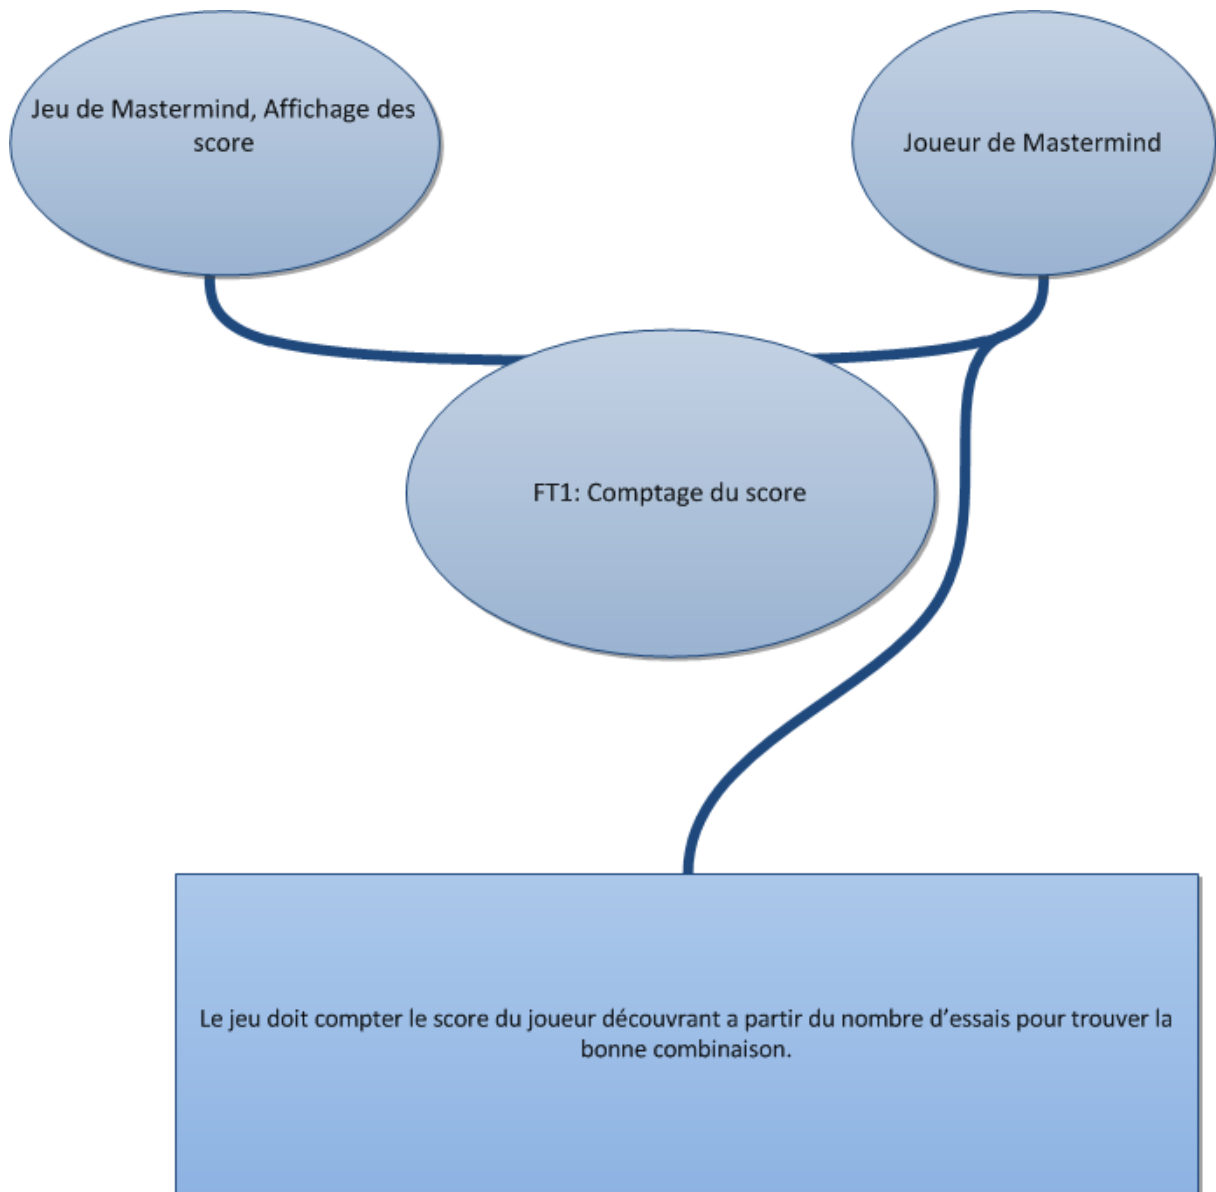 Jeu de Mastermind, Affichage des
score
Joueur de Mastermind
FT1: Comptage du score
Le jeu doit compter le score du joueur découvrant a partir du nombre d’essais pour trouver la
bonne combinaison.